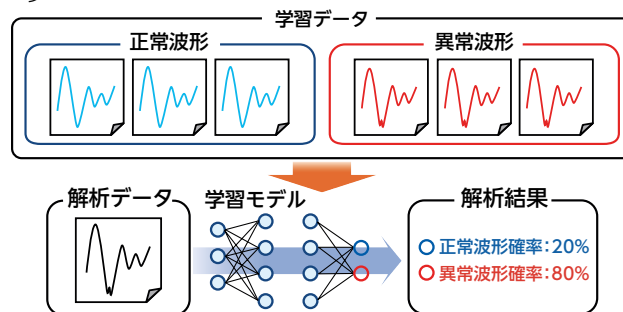 学習データ
正常波形
異常波形
解析データ
学習モデル
解析結果
正常波形確率:20%
異常波形確率:80%